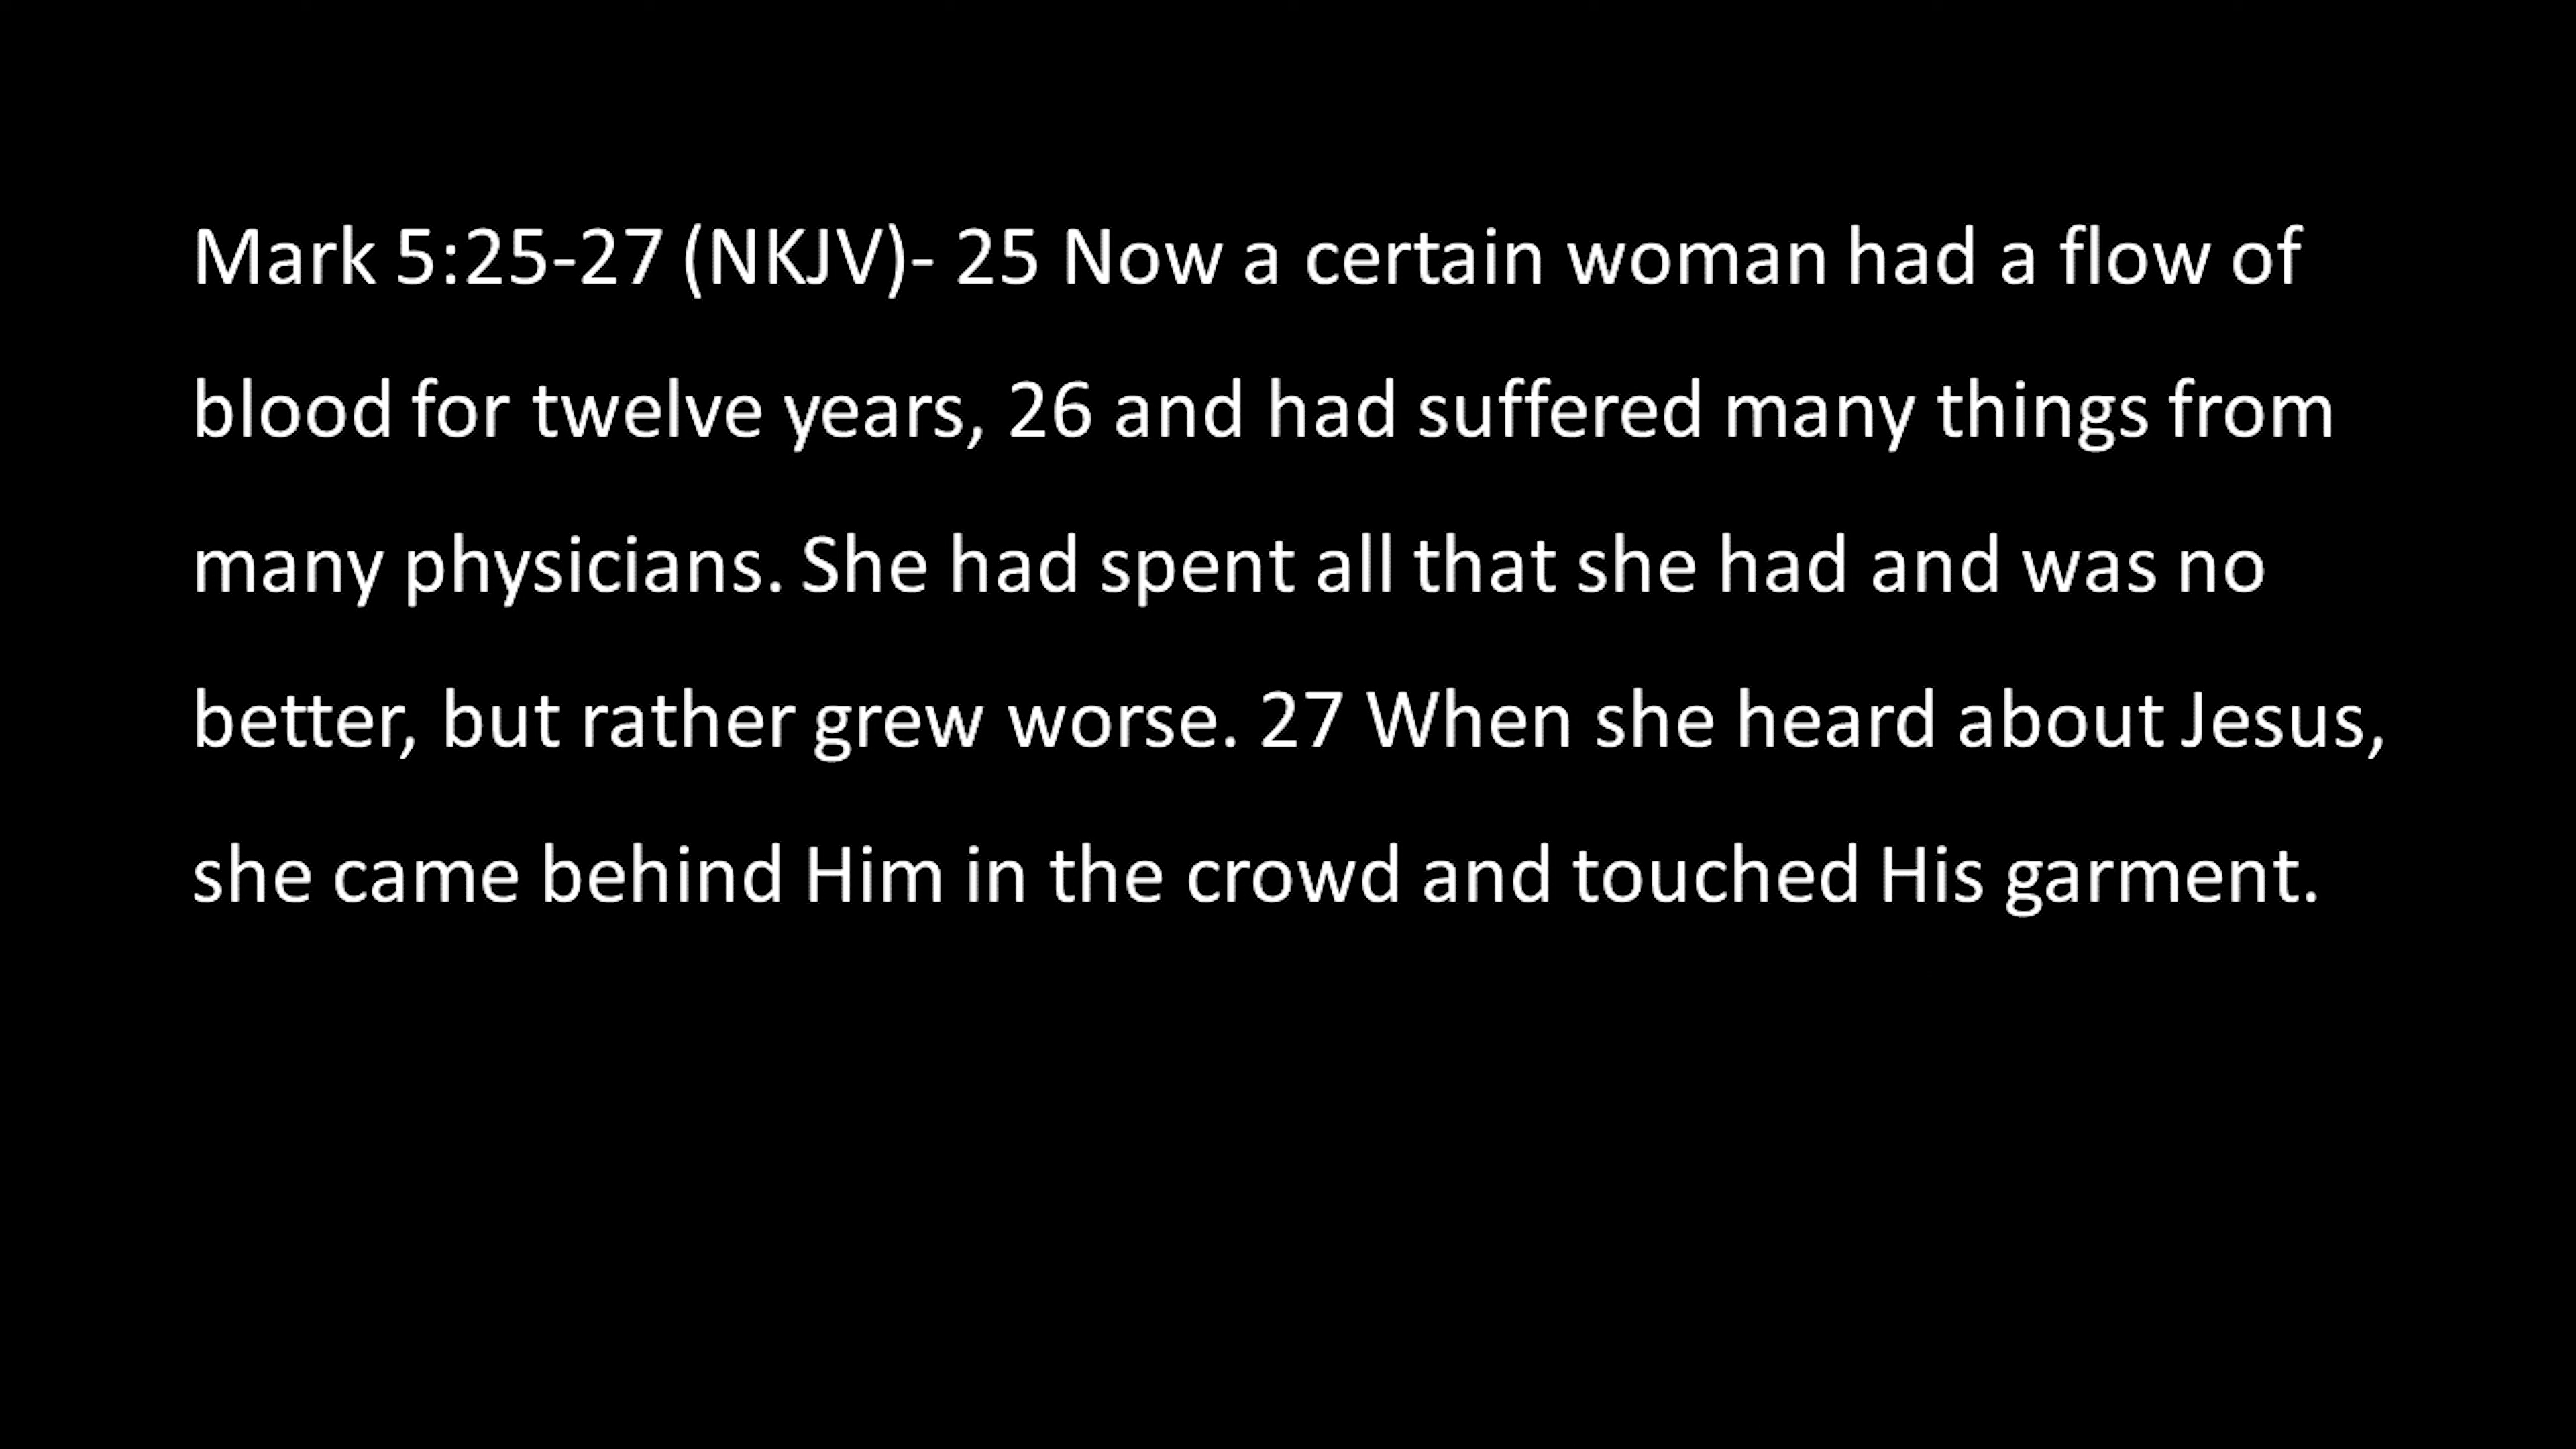 Mark 5:25-27 (NKJV)- 25 Now a certain woman had a flow of
blood for twelve years, 26 and had suffered many things from
many physicians. She had spent all that she had and was no
better, but rather grew worse. 27 When she heard about Jesus,
she came behind Him in the crowd and touched His garment.